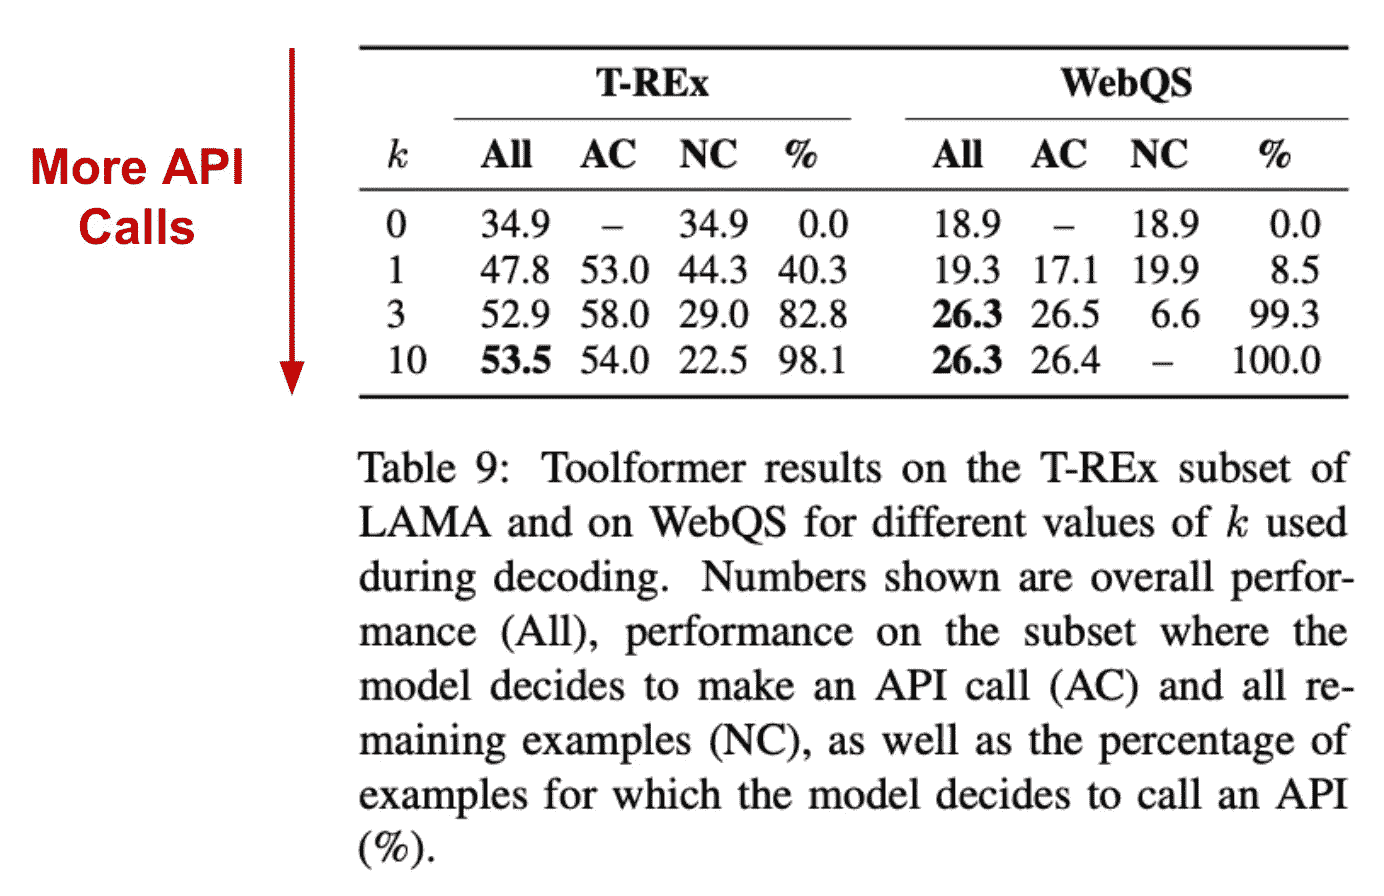 More API
Calls
T-REx WebQS
k All AC NC % All AC NC %
0 34.9 – 34.9 0.0 18.9 – 18.9 0.0
1 47.8 53.0 44.3 40.3 19.3 17.1 19.9 8.5
3 52.9 58.0 29.0 82.8 26.3 26.5 6.6 99.3
10 53.5 54.0 22.5 98.1 26.3 26.4 – 100.0
Table 9: Toolformer results on the T-REx subset of
LAMA and on WebQS for different values of k used
during decoding. Numbers shown are overall perfor-
mance (All), performance on the subset where the
model decides to make an API call (AC) and all re-
maining examples (NC), as well as the percentage of
examples for which the model decides to call an API
(%).